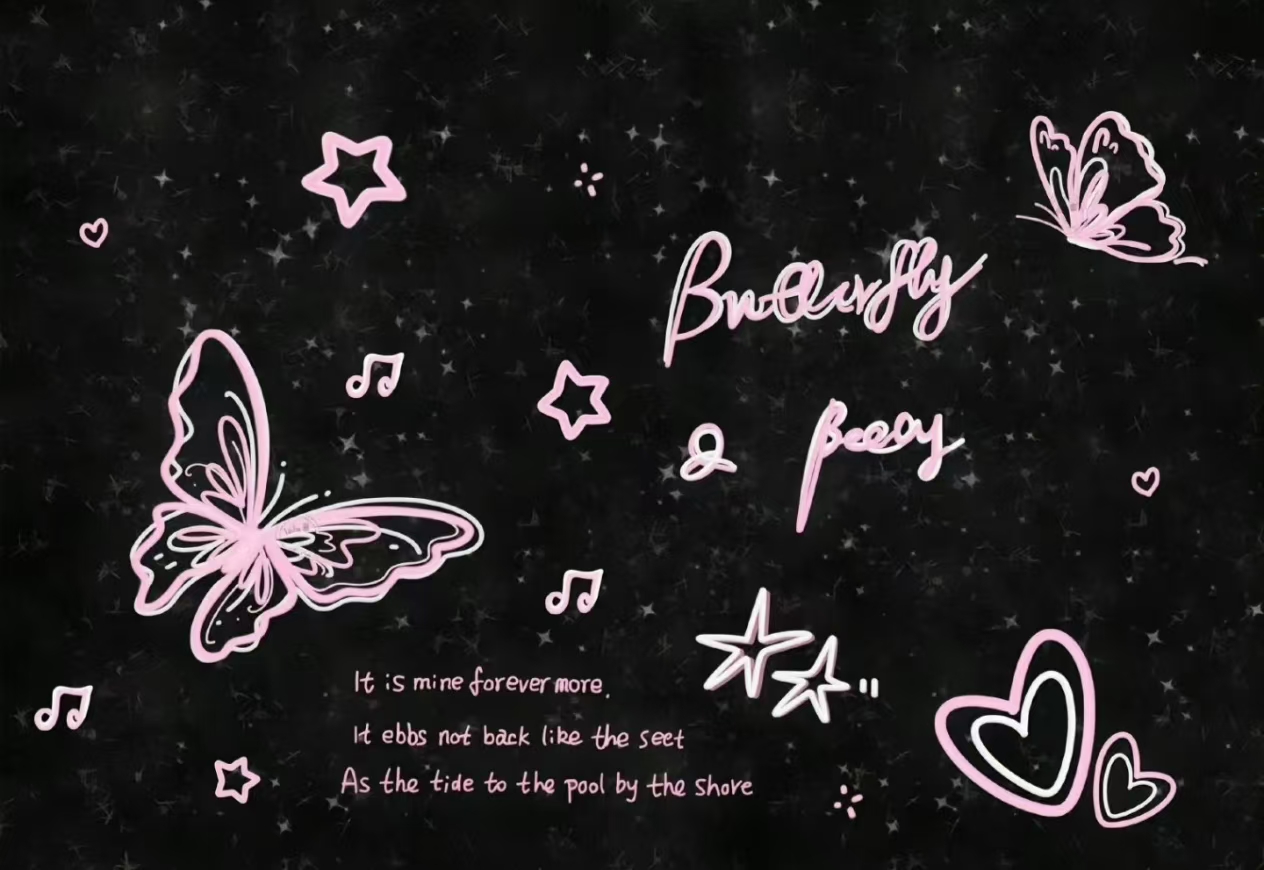 Butterfly
It is mine forever more.
It ebbs not back like the seet
As the tide to the pool by the shore